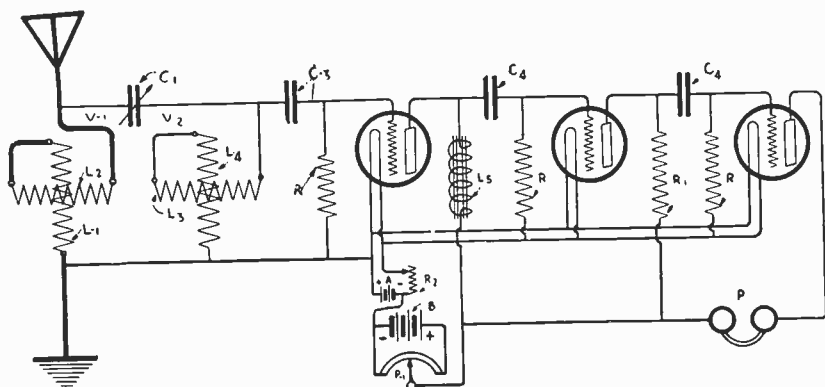 C1
C·3
C4
C4
V-1
V2
L4
L2
L3
L·1
R
L5
R
R1
R
A
+ -
R2
B
- +
P-1
P